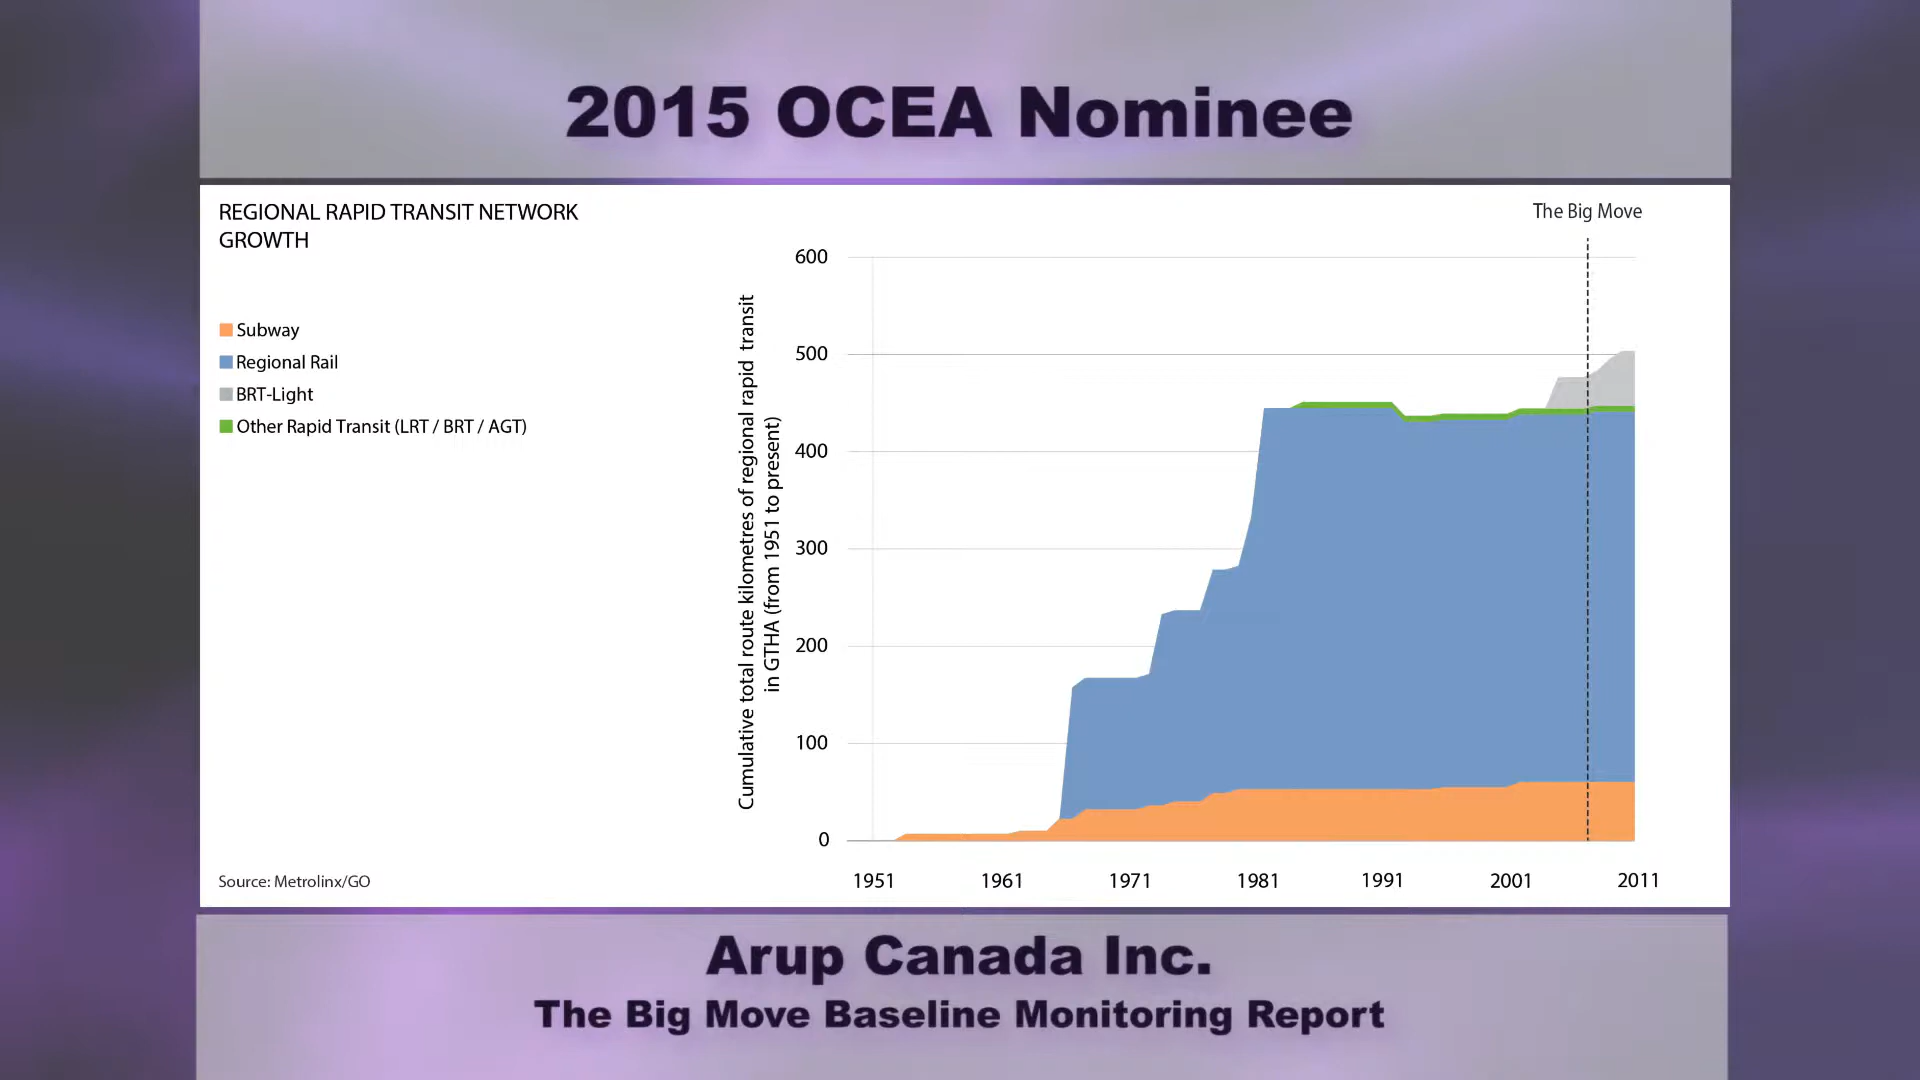 2015 OCEA Nominee
REGIONAL RAPID TRANSIT NETWORK
GROWTH
The Big Move
Subway
Regional Rail
BRT-Light
Other Rapid Transit (LRT / BRT / AGT)
Cumulative total route kilometres of regional rapid transit
in GTHA (from 1951 to present)
600
500
400
300
200
100
0
1951 1961 1971 1981 1991 2001 2011
Source: Metrolinx/GO
Arup Canada Inc.
The Big Move Baseline Monitoring Report